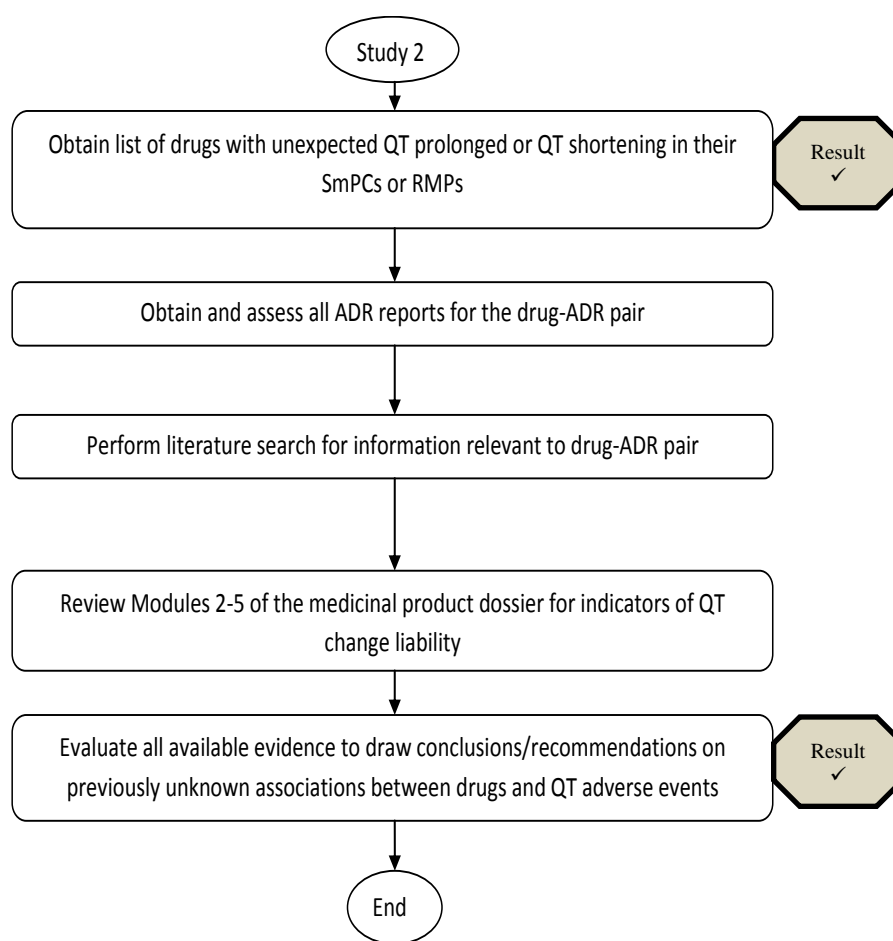 Study 2
Obtain list of drugs with unexpected QT prolonged or QT shortening in their
SmPCs or RMPs
Result
✓
Obtain and assess all ADR reports for the drug-ADR pair
Perform literature search for information relevant to drug-ADR pair
Review Modules 2-5 of the medicinal product dossier for indicators of QT
change liability
Evaluate all available evidence to draw conclusions/recommendations on
previously unknown associations between drugs and QT adverse events
Result
✓
End